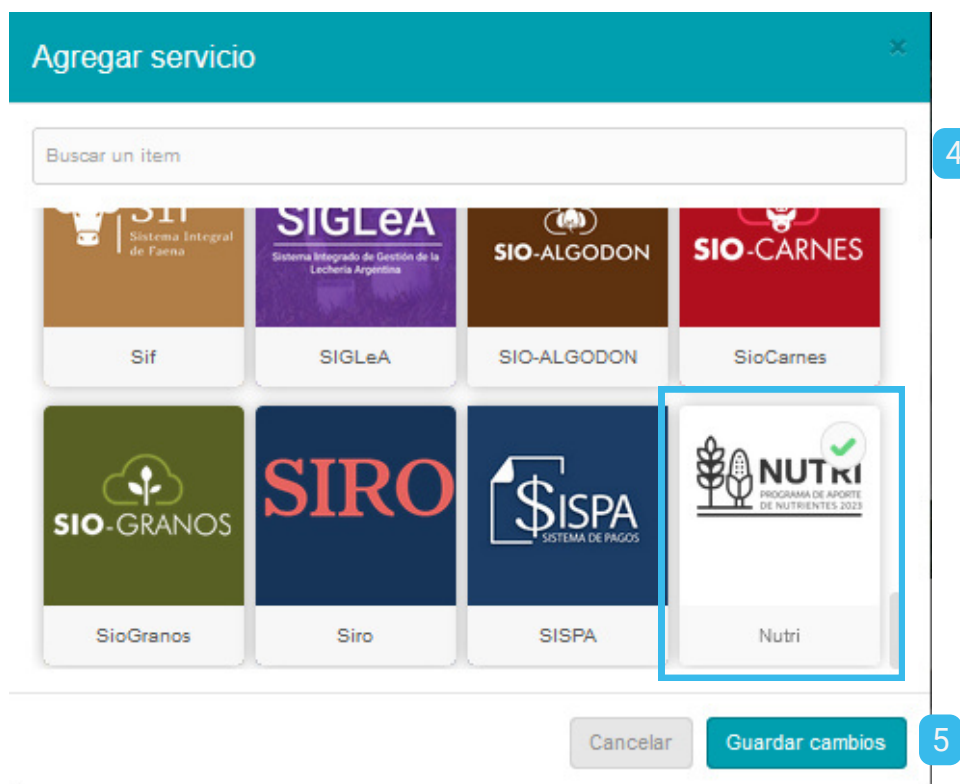 Agregar servicio
×
Buscar un item
4
Sif
Sistema Integral
de Faena
SIGLeA
Sistema Integrado de Gestión de la
Lechería Argentina
SIO-ALGODON
SIO-CARNES
Sif
SIGLeA
SIO-ALGODON
SioCarnes
SIO-GRANOS
SIRO
$ISPA
SISTEMA DE PAGOS
NUTRI
PROGRAMA DE APORTE
DE NUTRIENTES 2023
SioGranos
Siro
SISPA
Nutri
Cancelar
Guardar cambios
5